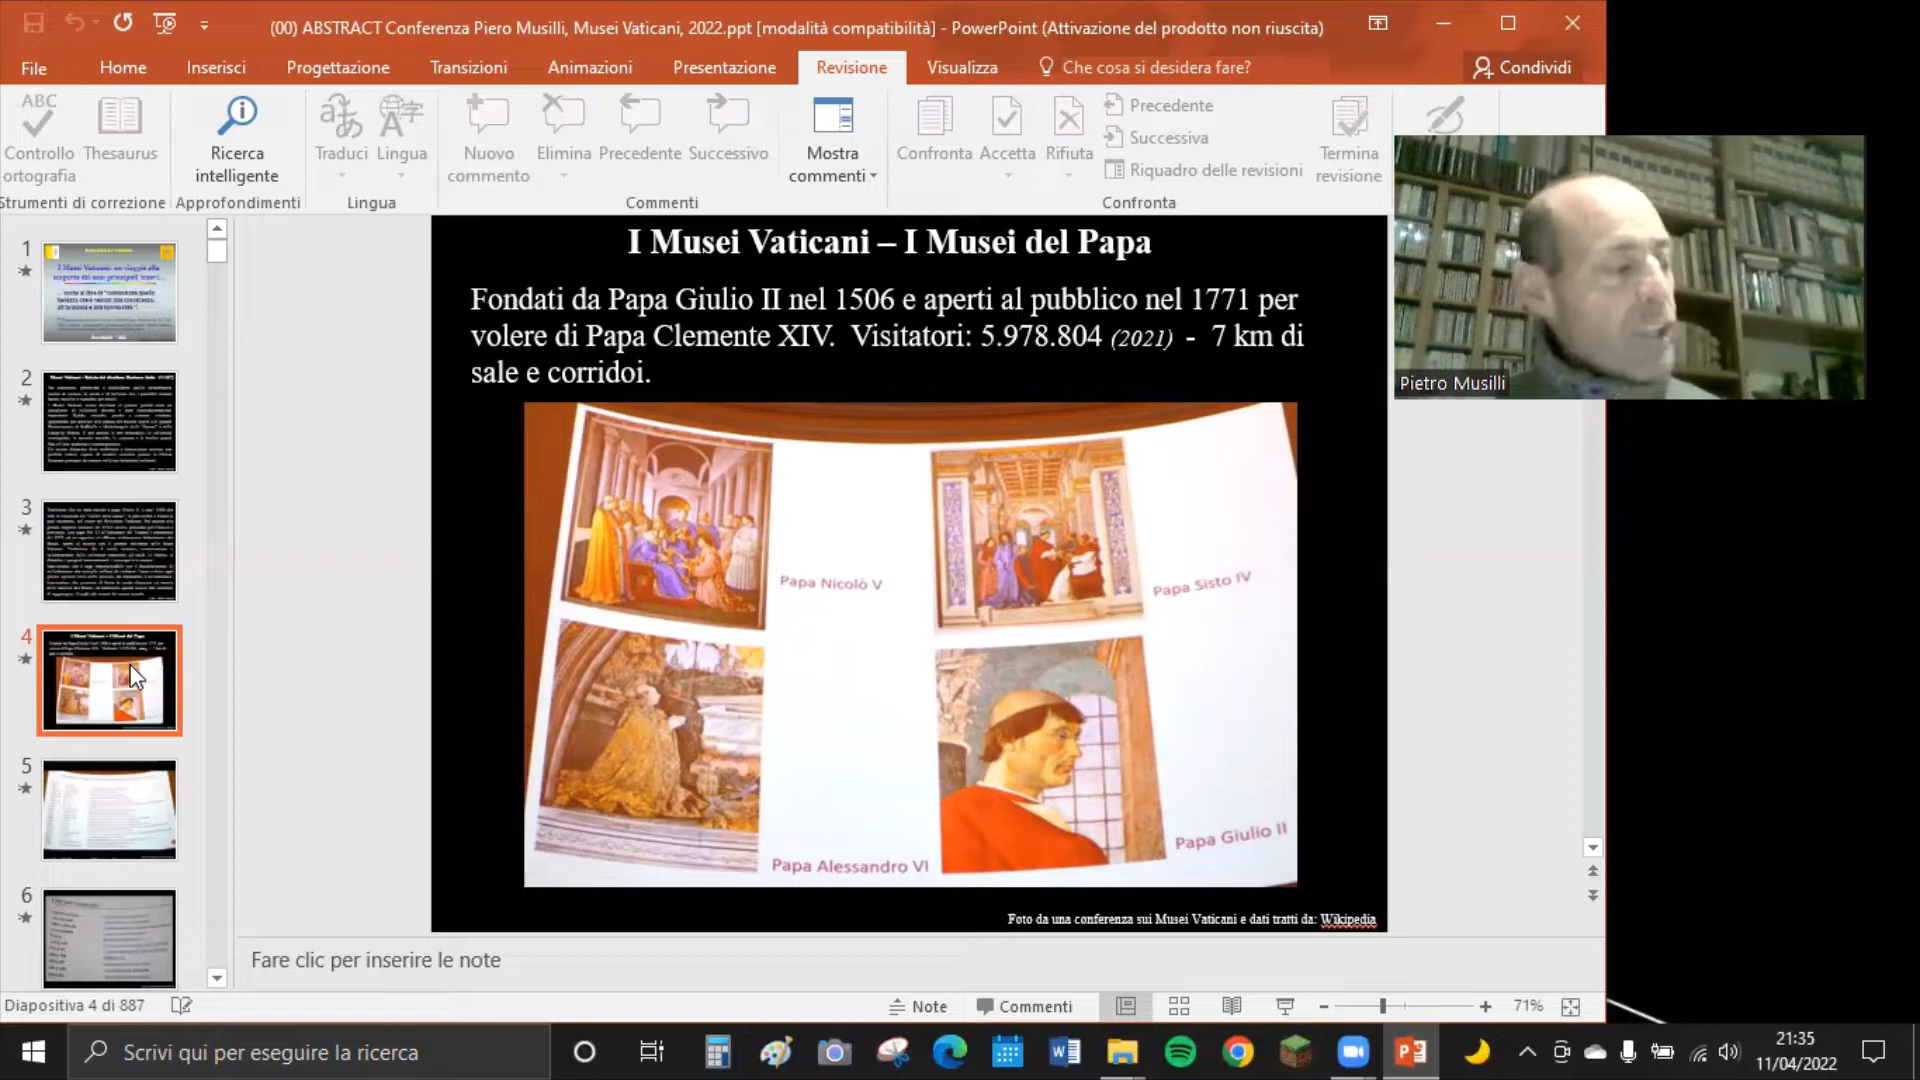 (00) ABSTRACT Conferenza Piero Musilli, Musei Vaticani, 2022.ppt [modalità compatibilità] - PowerPoint (Attivazione del prodotto non riuscita)
File Home Inserisci Progettazione Transizioni Animazioni Presentazione Revisione Visualizza Che cosa si desidera fare? Condividi
ABC
Controllo ortografia
Thesaurus
Ricerca intelligente
Traduci
Lingua
Nuovo commento
Elimina
Precedente
Successivo
Mostra commenti
Confronta
Accetta
Rifiuta
Precedente
Successiva
Riquadro delle revisioni
Termina revisione
Strumenti di correzione
Approfondimenti
Lingua
Commenti
Confronta
Pietro Musilli
1
2
3
4
5
6
I Musei Vaticani – I Musei del Papa
Fondati da Papa Giulio II nel 1506 e aperti al pubblico nel 1771 per
volere di Papa Clemente XIV. Visitatori: 5.978.804 (2021) - 7 km di
sale e corridoi.
Papa Nicolò V
Papa Sisto IV
Papa Alessandro VI
Papa Giulio II
Foto da una conferenza sui Musei Vaticani e dati tratti da: Wikipedia
Fare clic per inserire le note
Diapositiva 4 di 887
Note
Commenti
71%
Scrivi qui per eseguire la ricerca
21:35
11/04/2022